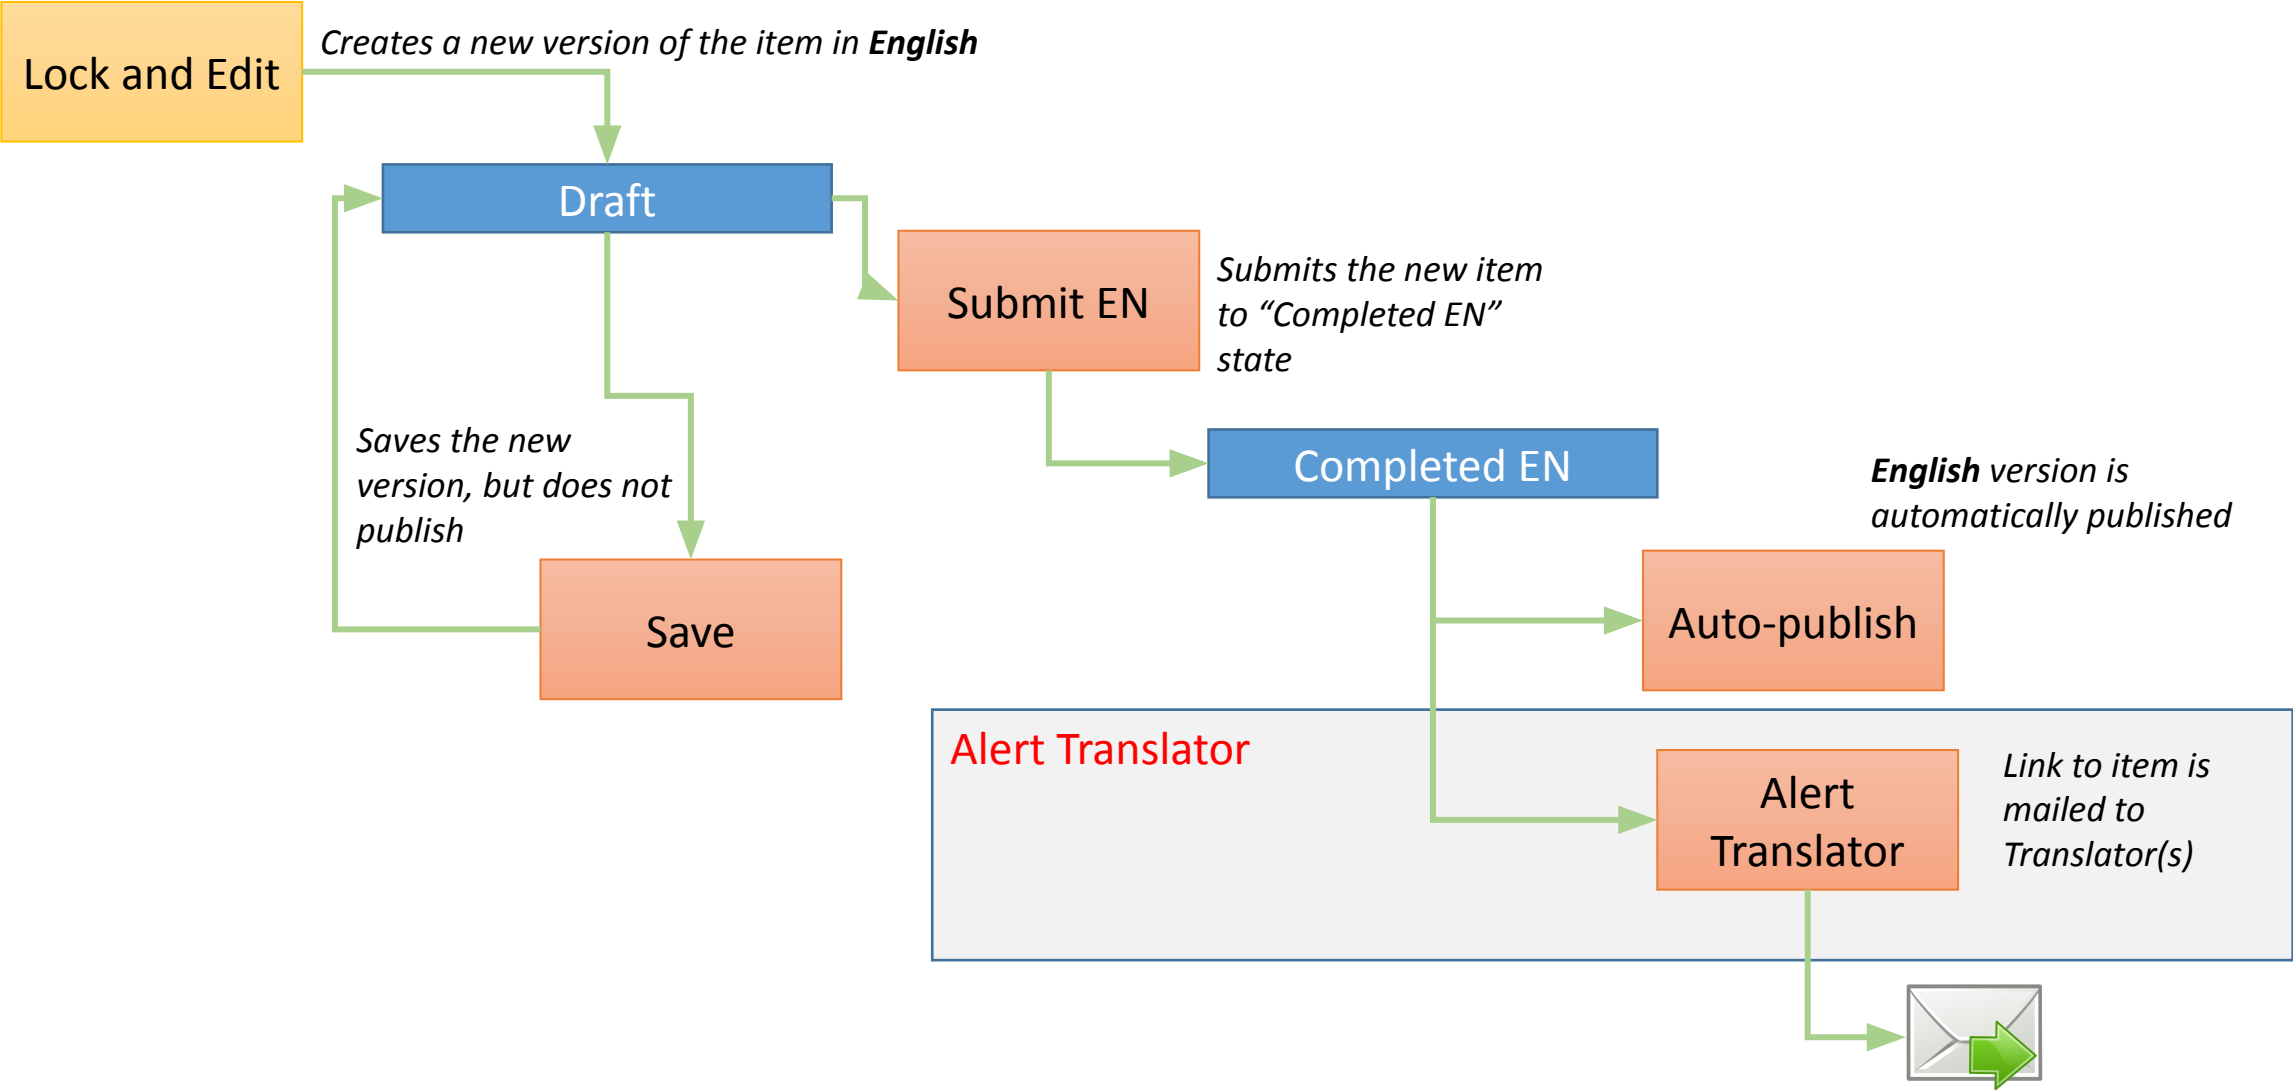 Lock and Edit
Creates a new version of the item in English
Draft
Submit EN
Submits the new item
to “Completed EN”
state
Saves the new
version, but does not
publish
Completed EN
English version is
automatically published
Save
Auto-publish
Alert Translator
Alert
Translator
Link to item is
mailed to
Translator(s)